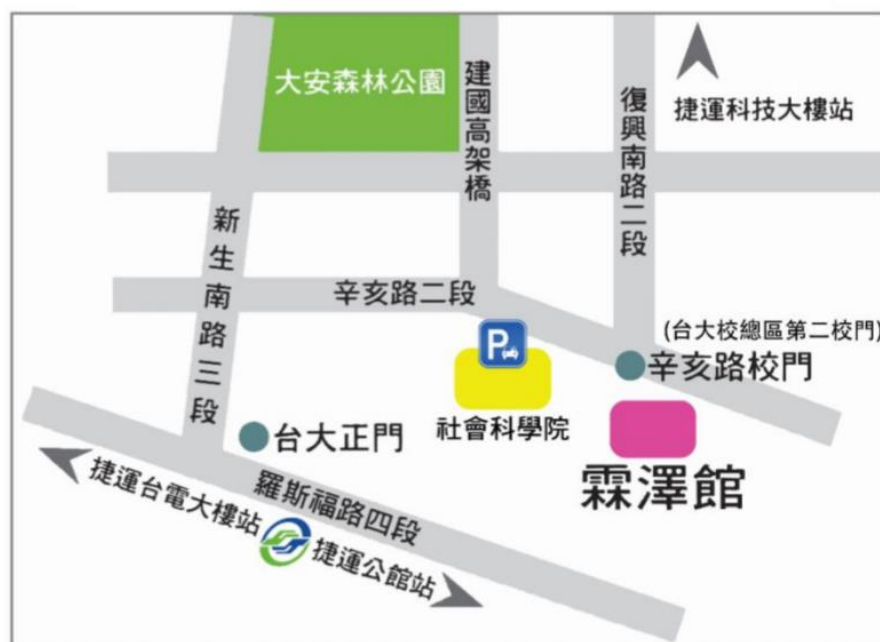 大安森林公園
建國高架橋
復興南路二段
捷運科技大樓站
新生南路三段
辛亥路二段
(台大校總區第二校門)
辛亥路校門
P
社會科學院
台大正門
霖澤館
羅斯福路四段
捷運台電大樓站
捷運公館站